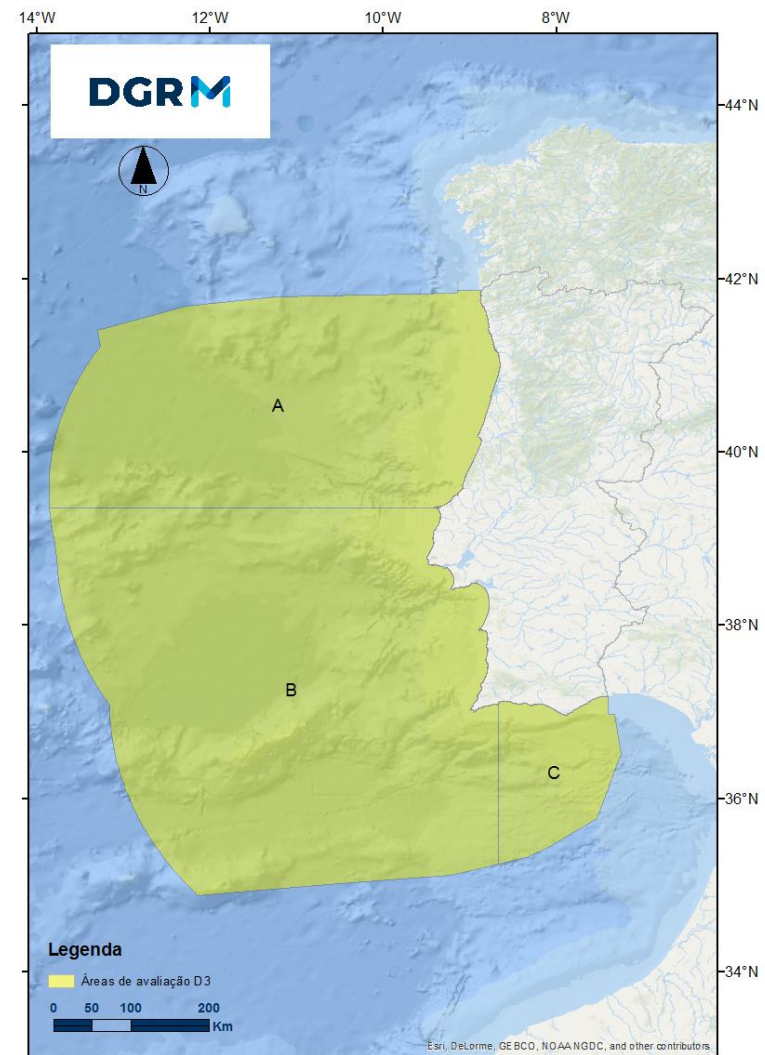 14°W 12°W 10°W 8°W
DGRM
N
44°N
42°N
A
40°N
38°N
B
C
36°N
Legenda
Áreas de avaliação D3
34°N
0 50 100 200
Km
Esri, DeLorme, GEBCO, NOAA NGDC, and other contributors